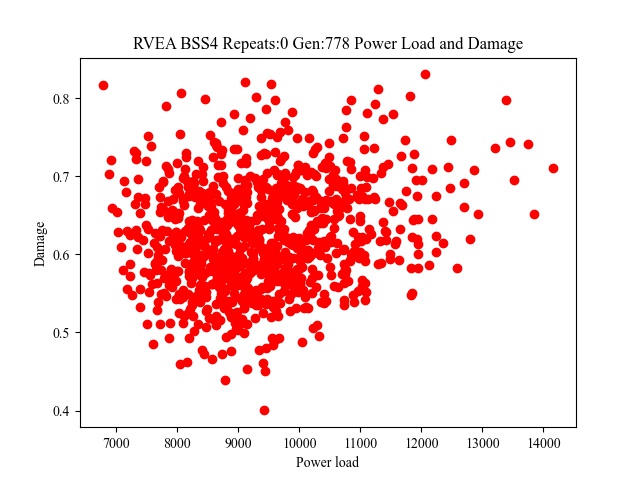 RVEA BSS4 Repeats:0 Gen:778 Power Load and Damage
0.8
0.7
0.6
0.5
0.4
Damage
7000 8000 9000 10000 11000 12000 13000 14000
Power load